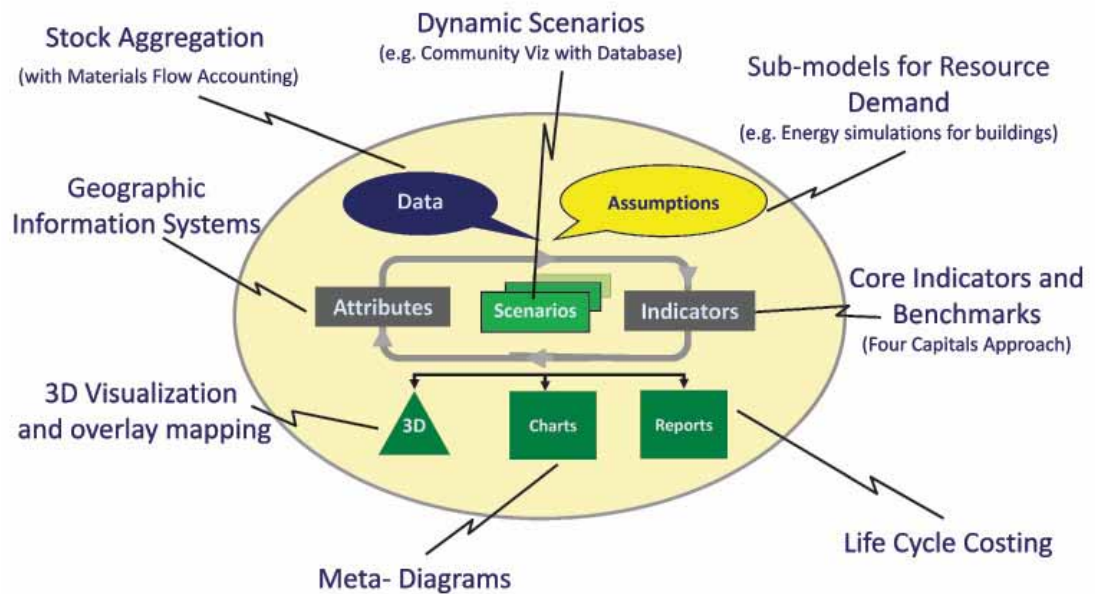 Stock Aggregation
(with Materials Flow Accounting)
Dynamic Scenarios
(e.g. Community Viz with Database)
Sub-models for Resource
Demand
(e.g. Energy simulations for buildings)
Geographic
Information Systems
Data
Assumptions
Attributes
Scenarios
Indicators
Core Indicators and
Benchmarks
(Four Capitals Approach)
3D Visualization
and overlay mapping
3D
Charts
Reports
Life Cycle Costing
Meta- Diagrams